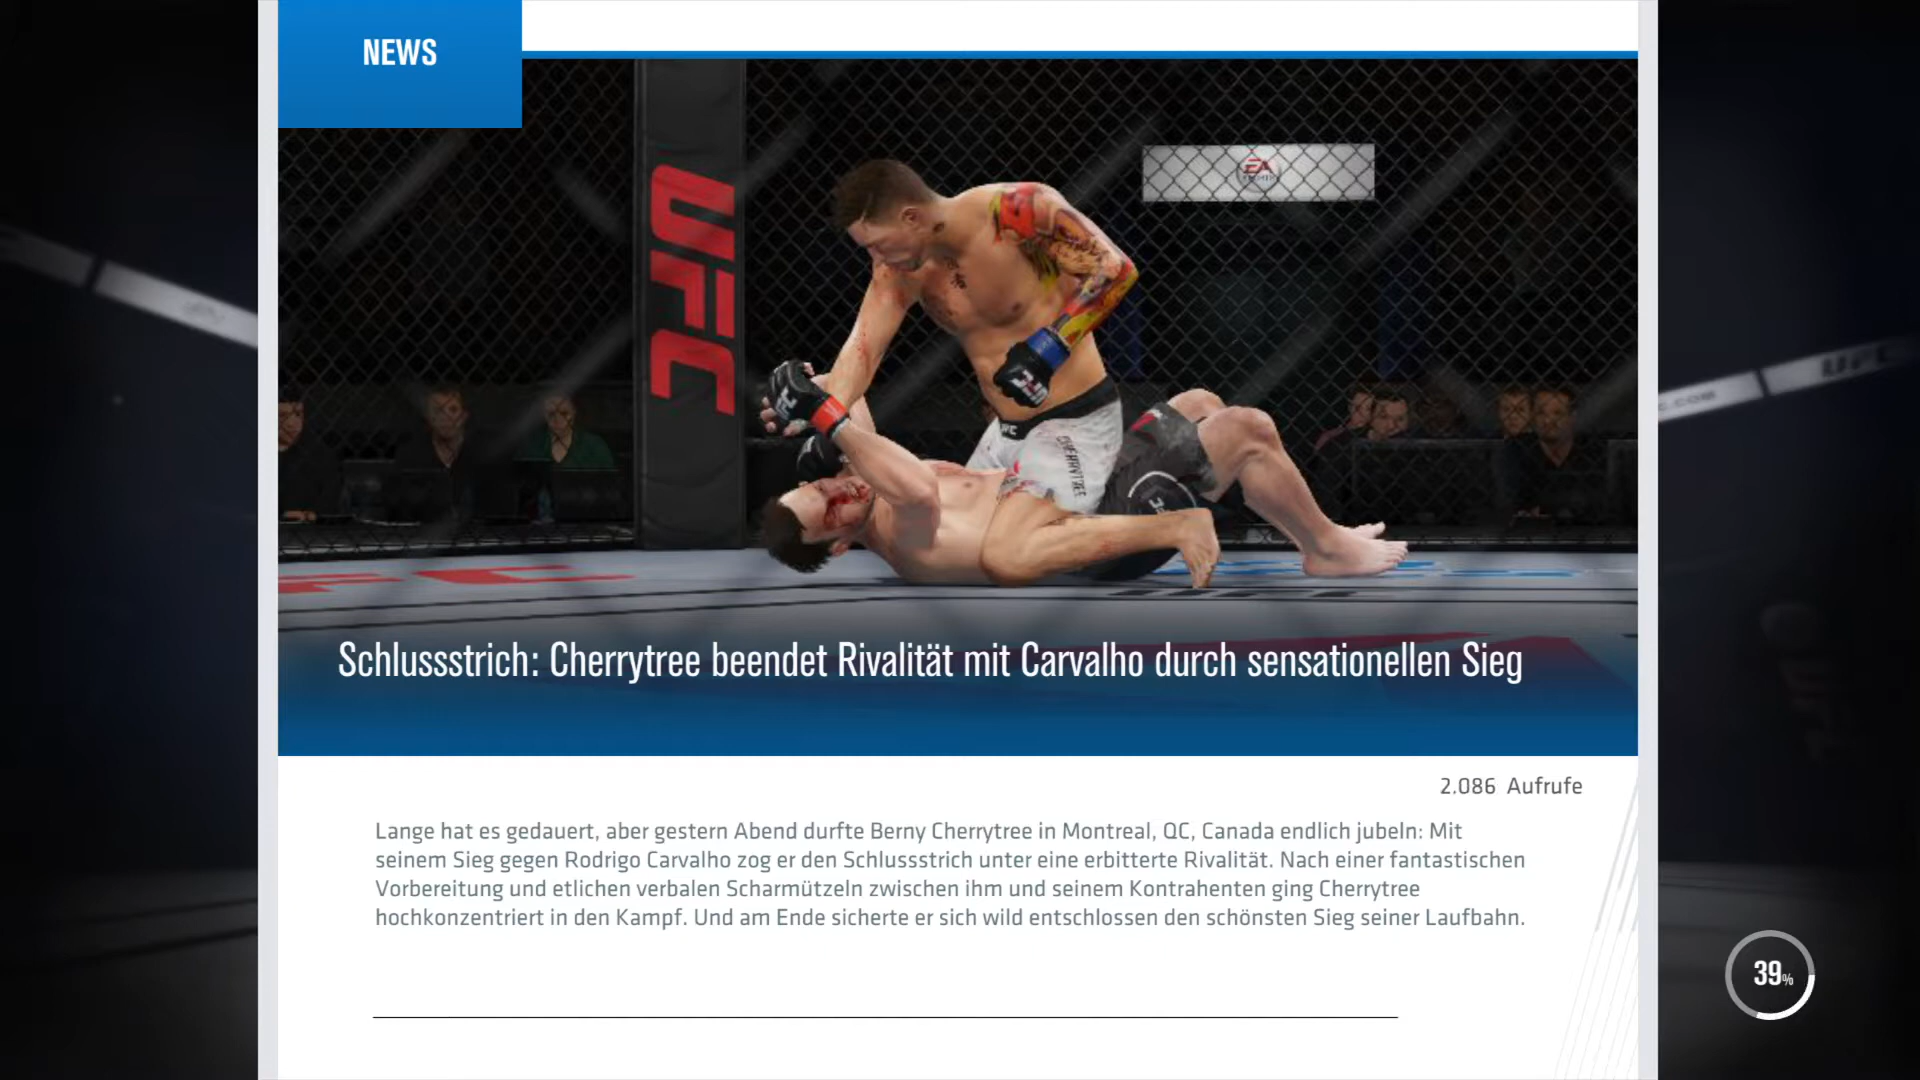 NEWS
UFC
EA
CHERRYTREE
Schlussstrich: Cherrytree beendet Rivalität mit Carvalho durch sensationellen Sieg
2.086 Aufrufe
Lange hat es gedauert, aber gestern Abend durfte Berny Cherrytree in Montreal, QC, Canada endlich jubeln: Mit
seinem Sieg gegen Rodrigo Carvalho zog er den Schlussstrich unter eine erbitterte Rivalität. Nach einer fantastischen
Vorbereitung und etlichen verbalen Scharmützeln zwischen ihm und seinem Kontrahenten ging Cherrytree
hochkonzentriert in den Kampf. Und am Ende sicherte er sich wild entschlossen den schönsten Sieg seiner Laufbahn.
39%